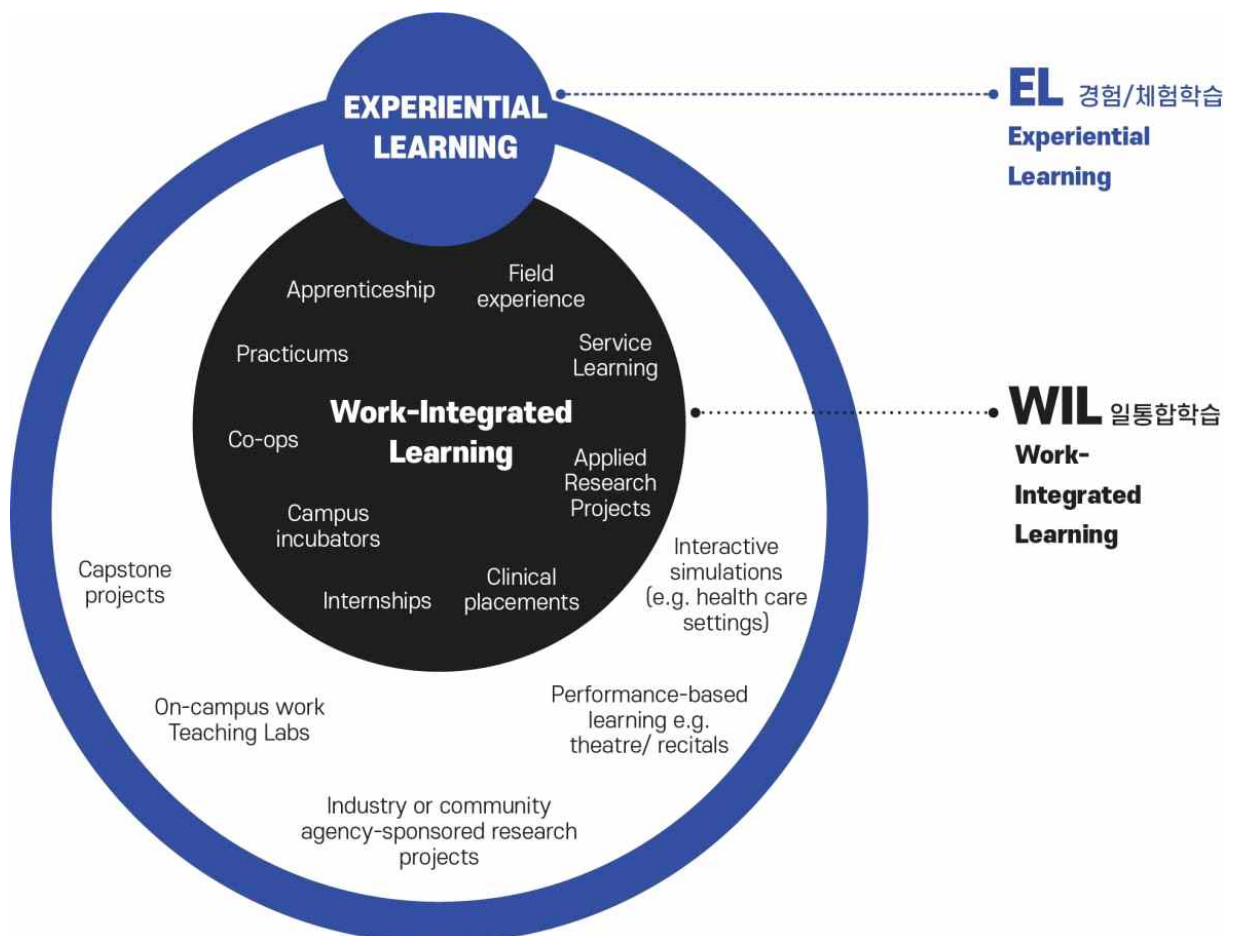 EXPERIENTIAL
LEARNING
EL 경험/체험학습
Experiential
Learning
Apprenticeship
Field
experience
Practicums
Service
Learning
Work-Integrated
Learning
WIL 일통합학습
Work-
Integrated
Learning
Co-ops
Applied
Research
Projects
Campus
incubators
Internships
Clinical
placements
Interactive
simulations
(e.g. health care
settings)
Capstone
projects
On-campus work
Teaching Labs
Performance-based
learning e.g.
theatre/ recitals
Industry or community
agency-sponsored research
projects